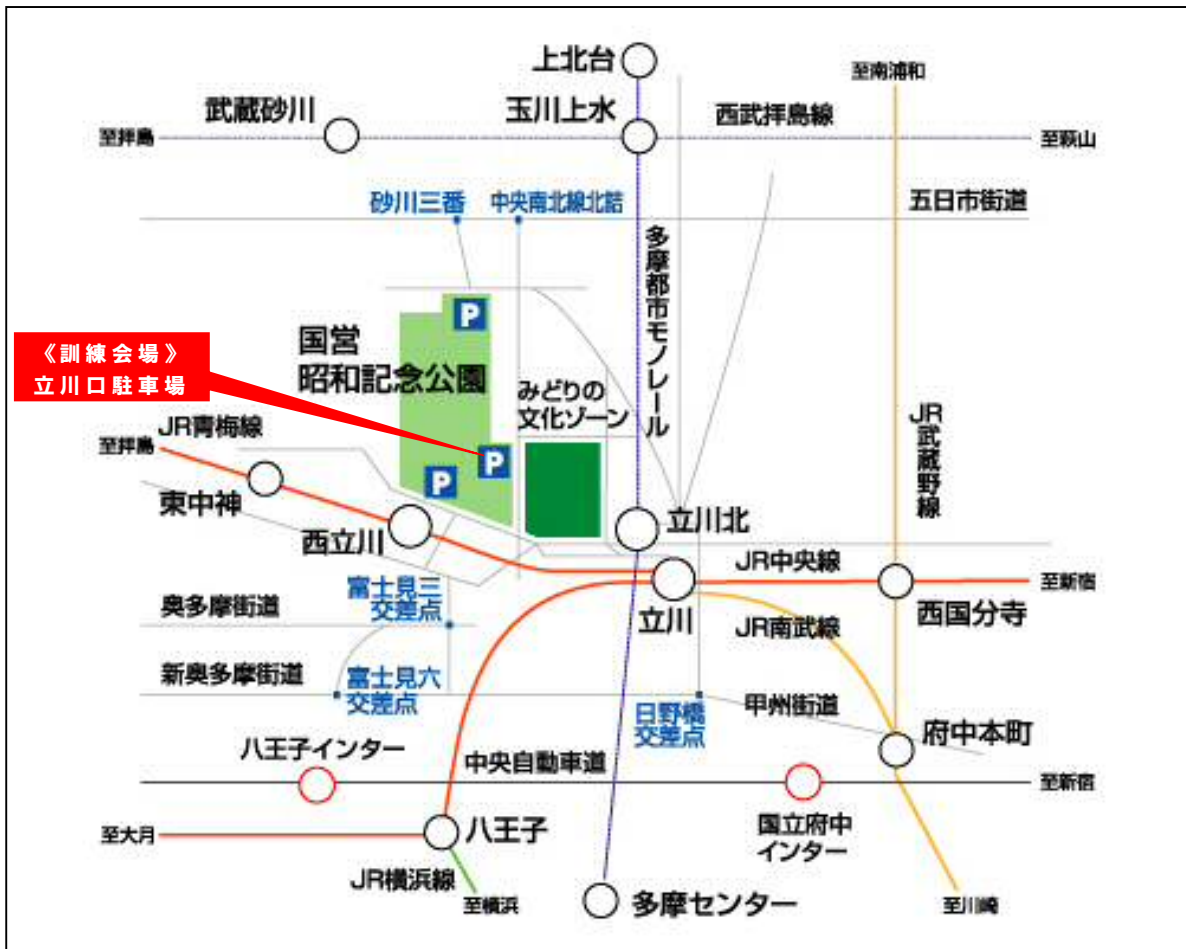 上北台
至南浦和
武蔵砂川
玉川上水
西武拝島線
至拝島
至萩山
砂川三番
中央南北線北詰
五日市街道
多摩都市モノレール
P
国営
昭和記念公園
《訓練会場》
立川口駐車場
みどりの
文化ゾーン
JR青梅線
至拝島
P
P
JR武蔵野線
東中神
西立川
立川北
JR中央線
至新宿
富士見三
交差点
奥多摩街道
立川
JR南武線
西国分寺
新奥多摩街道
富士見六
交差点
日野橋
交差点
甲州街道
府中本町
八王子インター
中央自動車道
至新宿
至大月
八王子
国立府中
インター
JR横浜線
至横浜
多摩センター
至川崎